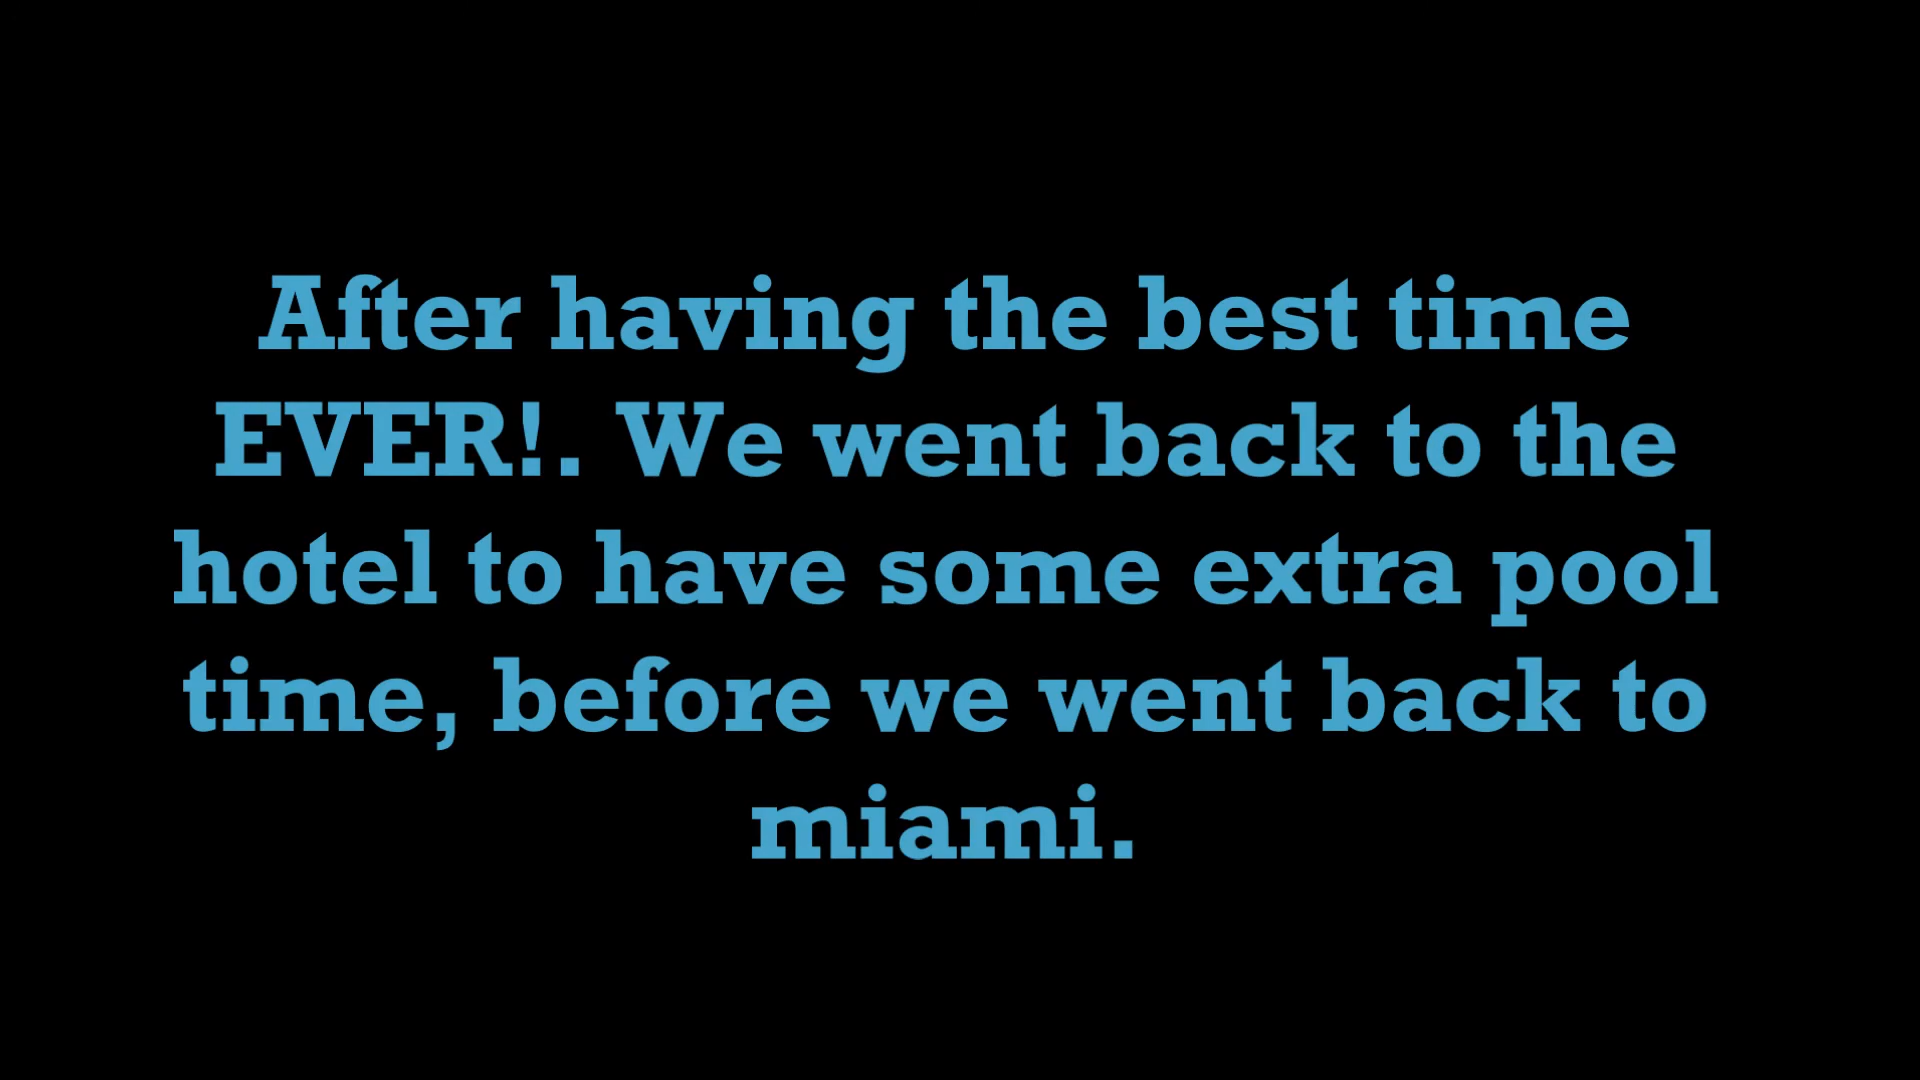 After having the best time
EVER!. We went back to the
hotel to have some extra pool
time, before we went back to
miami.